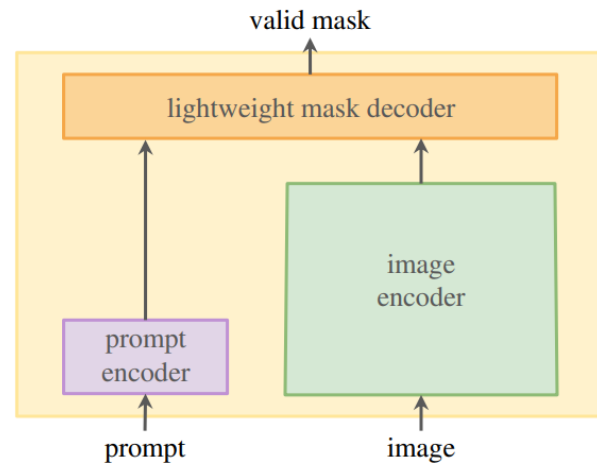 valid mask
lightweight mask decoder
image
encoder
prompt
encoder
prompt
image